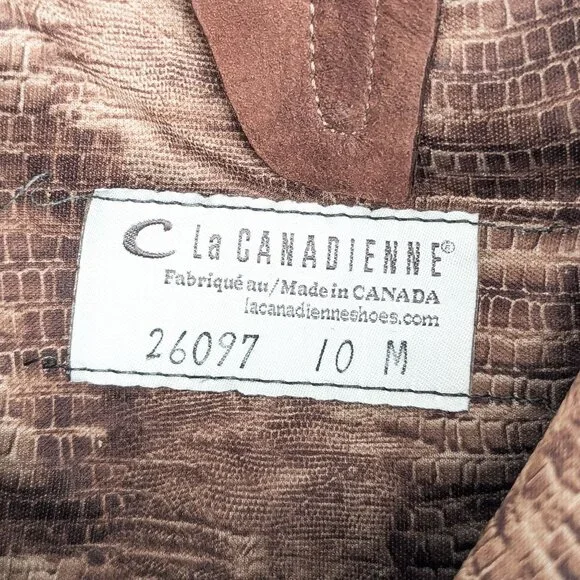 C La CANADIENNE®
Fabriqué au/Made in CANADA
lacanadienneshoes.com
26097 10 M